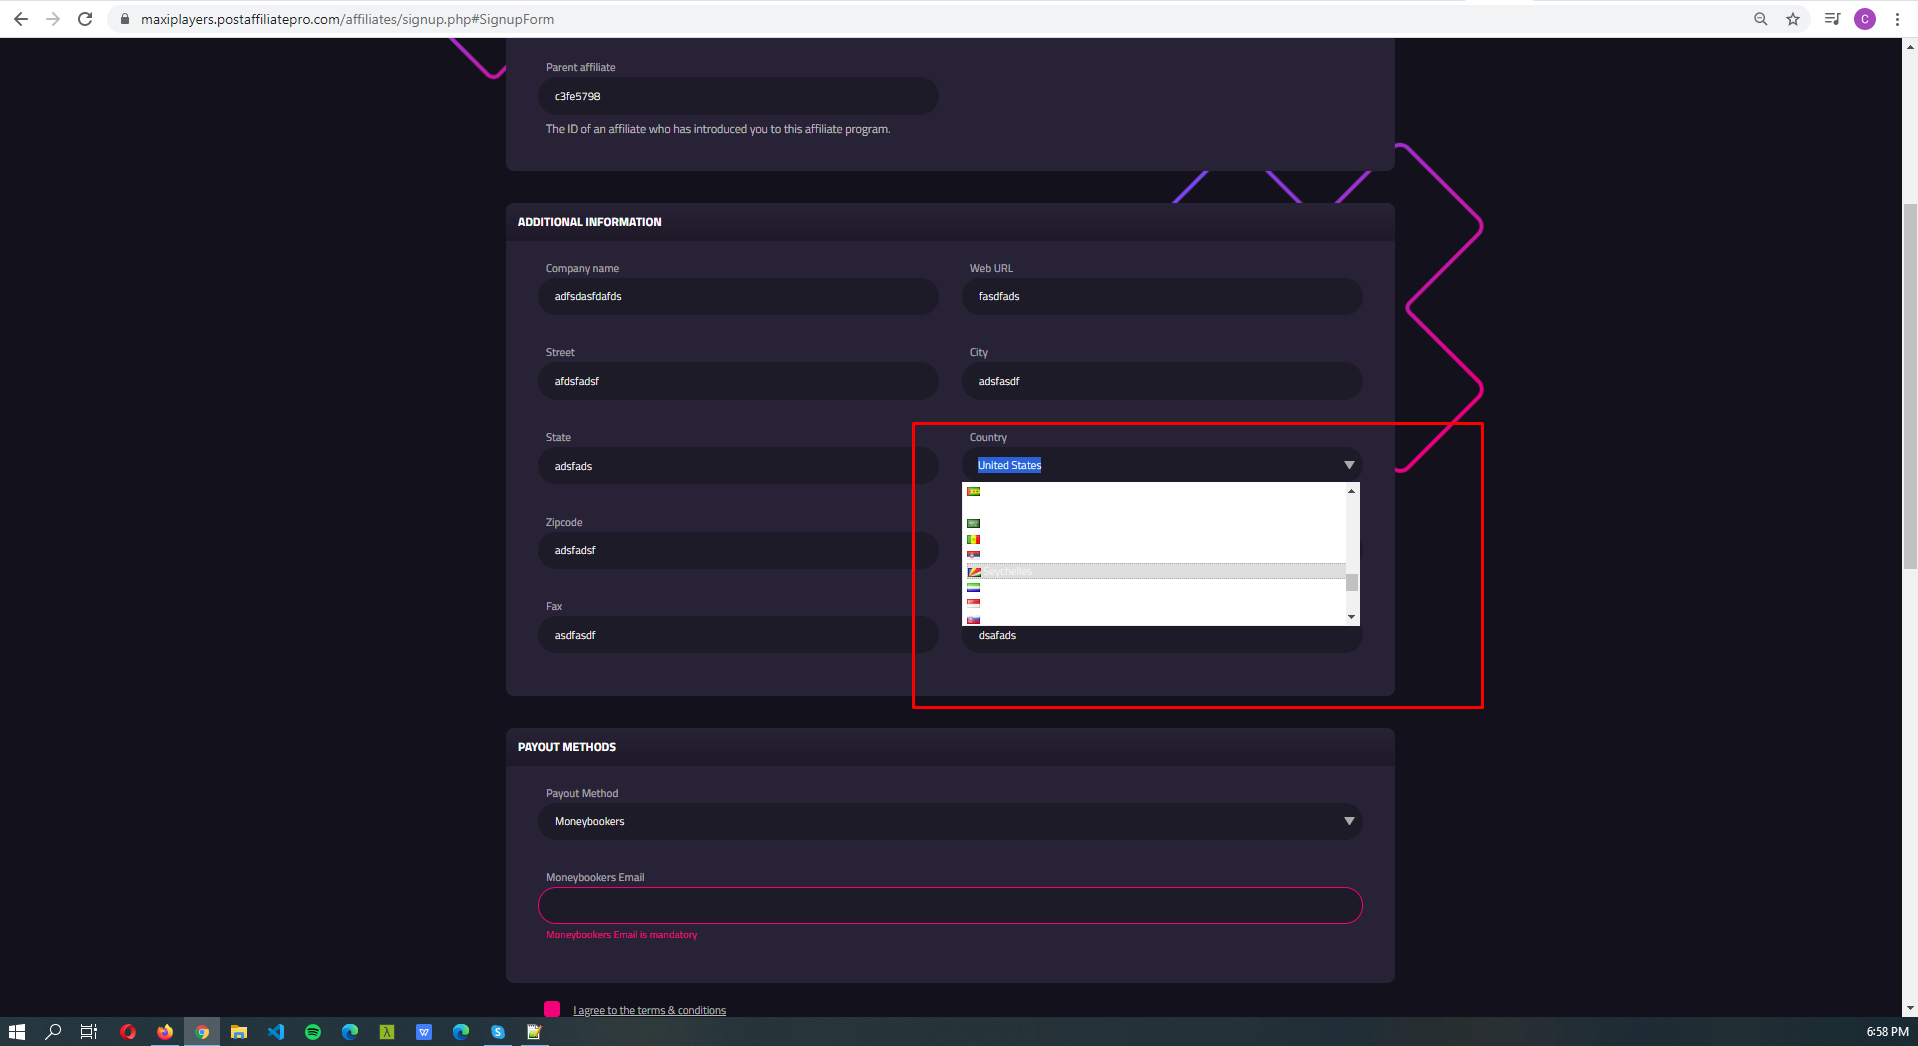 maxiplayers.postaffiliatepro.com/affiliates/signup.php#SignupForm
C
Parent affiliate
c3fe5798
The ID of an affiliate who has introduced you to this affiliate program.
ADDITIONAL INFORMATION
Company name
Web URL
adfsdasfdafds
fasdfads
Street
City
afdsfadsf
adsfasdf
State
Country
adsfads
United States
Zipcode
adsfadsf
Seychelles
Fax
asdfasdf
dsafads
PAYOUT METHODS
Payout Method
Moneybookers
Moneybookers Email
Moneybookers Email is mandatory
I agree to the terms & conditions
6:58 PM